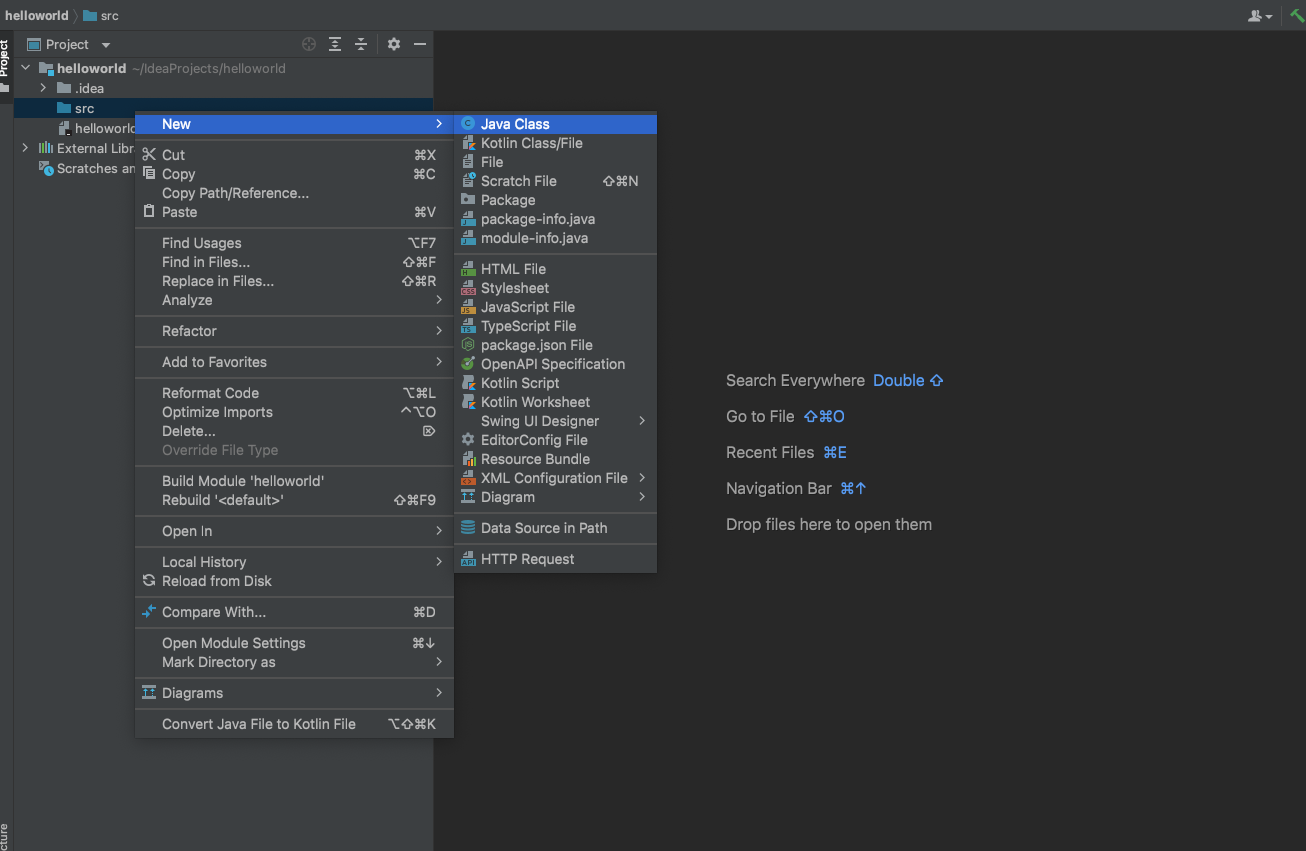 helloworld
src
Project
Project
helloworld ~/IdeaProjects/helloworld
.idea
src
helloworld
External Libra
Scratches an
New
Cut ⌘X
Copy ⌘C
Copy Path/Reference...
Paste ⌘V
Find Usages ⌥F7
Find in Files... ⇧⌘F
Replace in Files... ⇧⌘R
Analyze
Refactor
Add to Favorites
Reformat Code ⌥⌘L
Optimize Imports ^⌥O
Delete... ⌦
Override File Type
Build Module 'helloworld'
Rebuild '<default>' ⇧⌘F9
Open In
Local History
Reload from Disk
Compare With... ⌘D
Open Module Settings ⌘↓
Mark Directory as
Diagrams
Convert Java File to Kotlin File ⌥⇧⌘K
Java Class
Kotlin Class/File
File
Scratch File ⇧⌘N
Package
package-info.java
module-info.java
HTML File
Stylesheet
JavaScript File
TypeScript File
package.json File
OpenAPI Specification
Kotlin Script
Kotlin Worksheet
Swing UI Designer
EditorConfig File
Resource Bundle
XML Configuration File
Diagram
Data Source in Path
HTTP Request
Search Everywhere Double ⇧
Go to File ⇧⌘O
Recent Files ⌘E
Navigation Bar ⌘↑
Drop files here to open them
cture